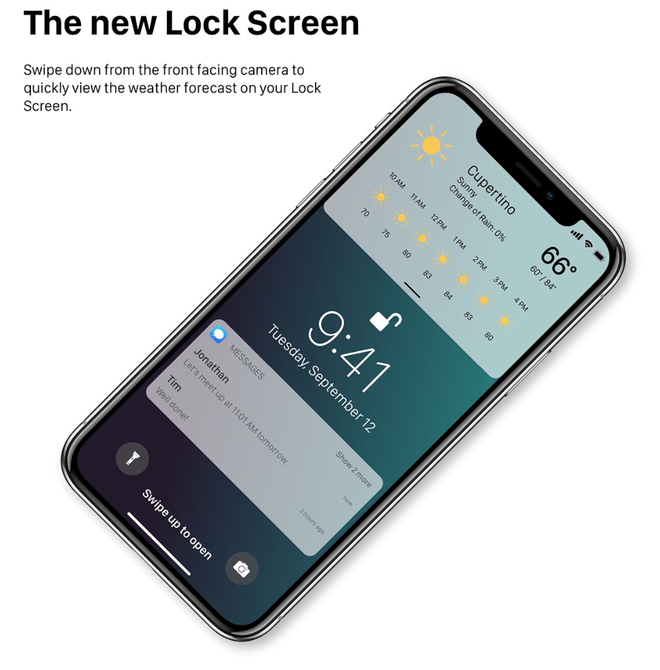 The new Lock Screen
Swipe down from the front facing camera to
quickly view the weather forecast on your Lock
Screen.
Cupertino
Sunny
Change of Rain: 0%
66°
60°/84°
10 AM 11 AM 12 PM 1 PM 2 PM 3 PM 4 PM
70 75 80 83 84 83 80
9:41
Tuesday, September 12
MESSAGES
Show 2 more
Jonathan
now
Let's meet up at 11:01 AM tomorrow.
Tim
2 hours ago
Well done!
Swipe up to open